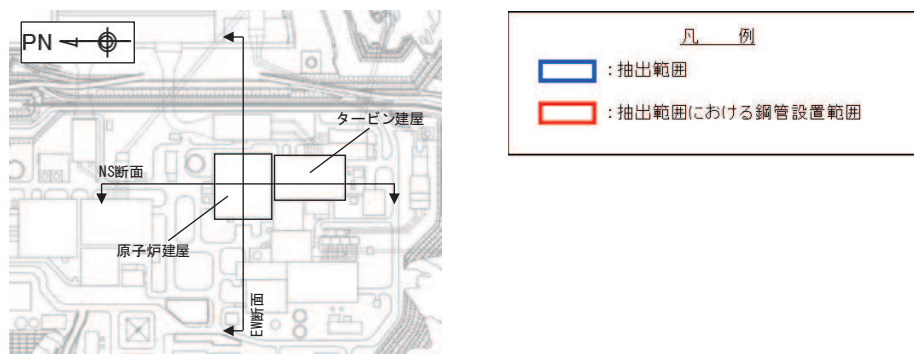 PN
タービン建屋
NS断面
原子炉建屋
EW断面
凡 例
：抽出範囲
：抽出範囲における鋼管設置範囲